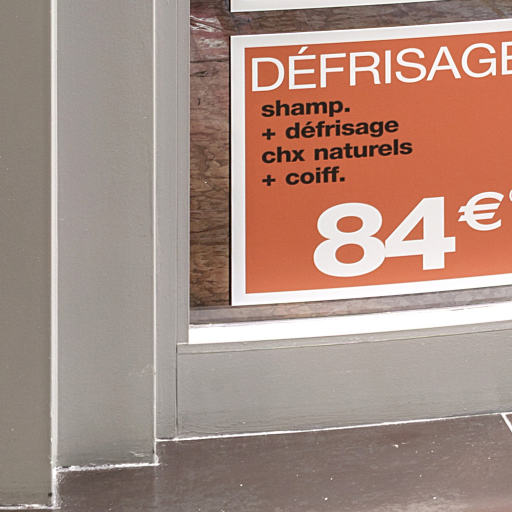 DÉFRISAGE
shamp.
+ défrisage
chx naturels
+ coiff.
84€